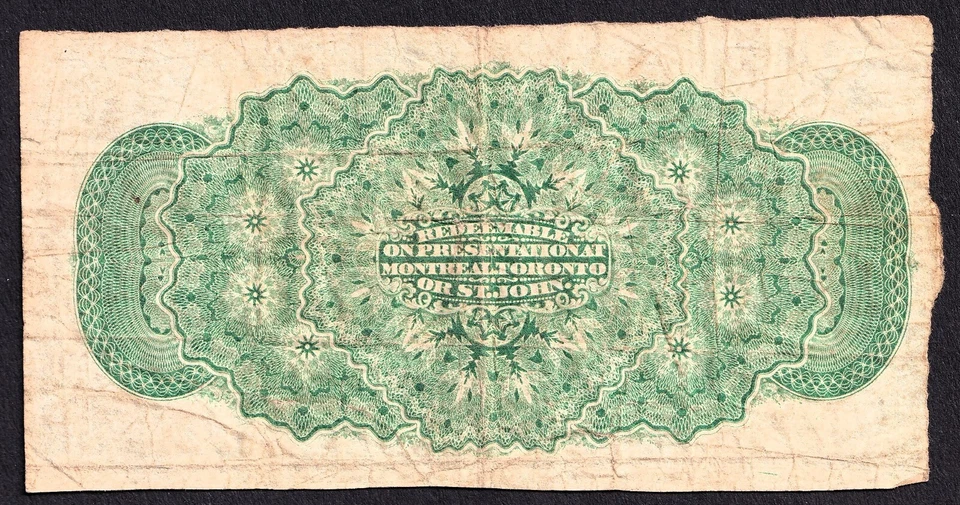 REDEEMABLE
ON PRESENTATION AT
MONTREAL TORONTO
OR ST. JOHN.